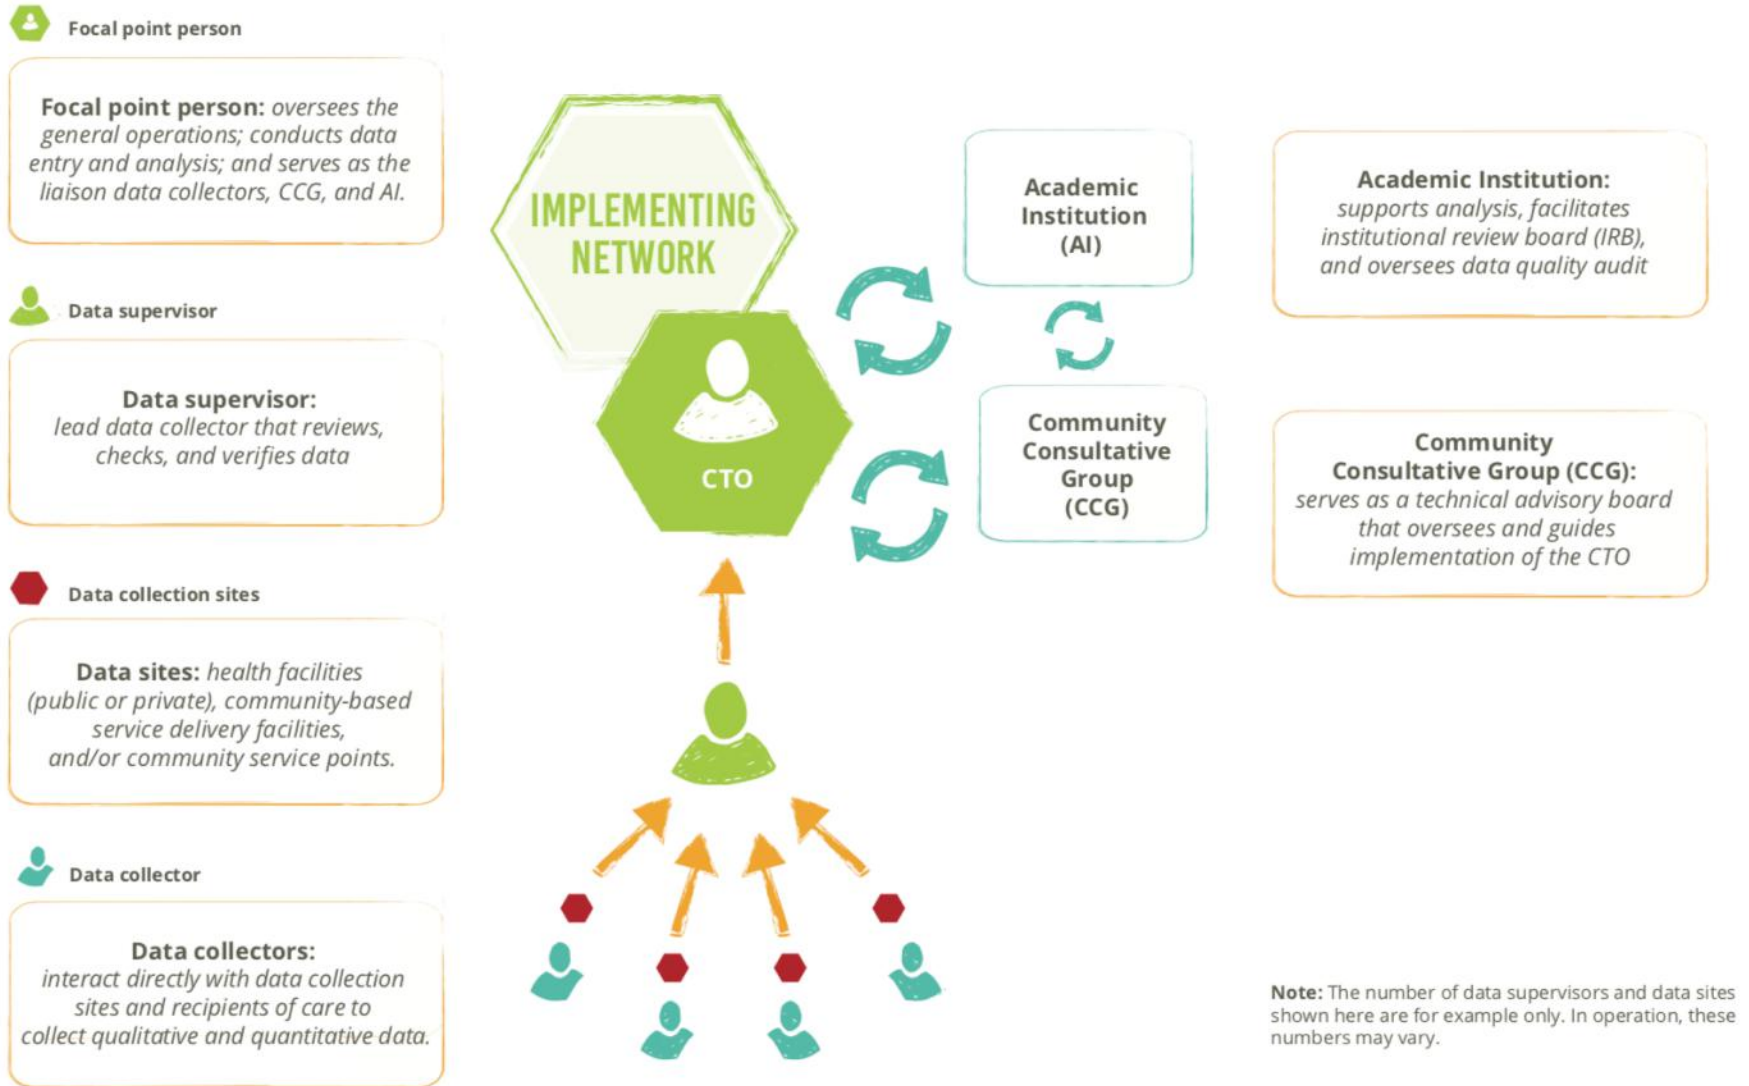 Focal point person
Focal point person: oversees the
general operations; conducts data
entry and analysis; and serves as the
liaison data collectors, CCG, and AI.
Data supervisor
Data supervisor:
lead data collector that reviews,
checks, and verifies data
Data collection sites
Data sites: health facilities
(public or private), community-based
service delivery facilities,
and/or community service points.
Data collector
Data collectors:
interact directly with data collection
sites and recipients of care to
collect qualitative and quantitative data.
IMPLEMENTING
NETWORK
CTO
Academic
Institution
(AI)
Community
Consultative
Group
(CCG)
Academic Institution:
supports analysis, facilitates
institutional review board (IRB),
and oversees data quality audit
Community
Consultative Group (CCG):
serves as a technical advisory board
that oversees and guides
implementation of the CTO
Note: The number of data supervisors and data sites
shown here are for example only. In operation, these
numbers may vary.